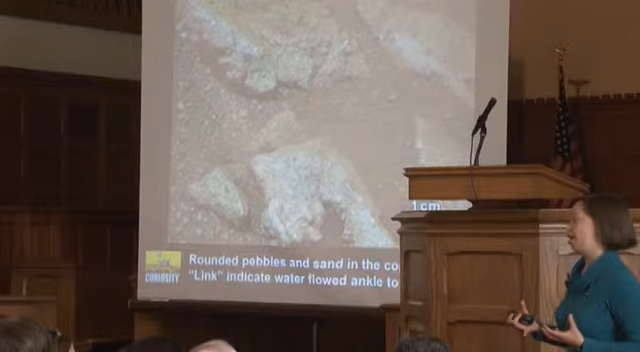 1 cm
CURIOSITY
Rounded pebbles and sand in the co
"Link" indicate water flowed ankle to